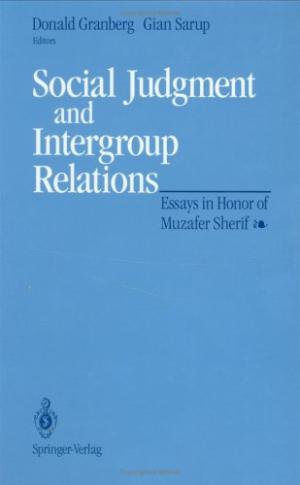 Donald Granberg Gian Sarup
Editors
Social Judgment
and
Intergroup
Relations
Essays in Honor of
Muzafer Sherif
Springer-Verlag